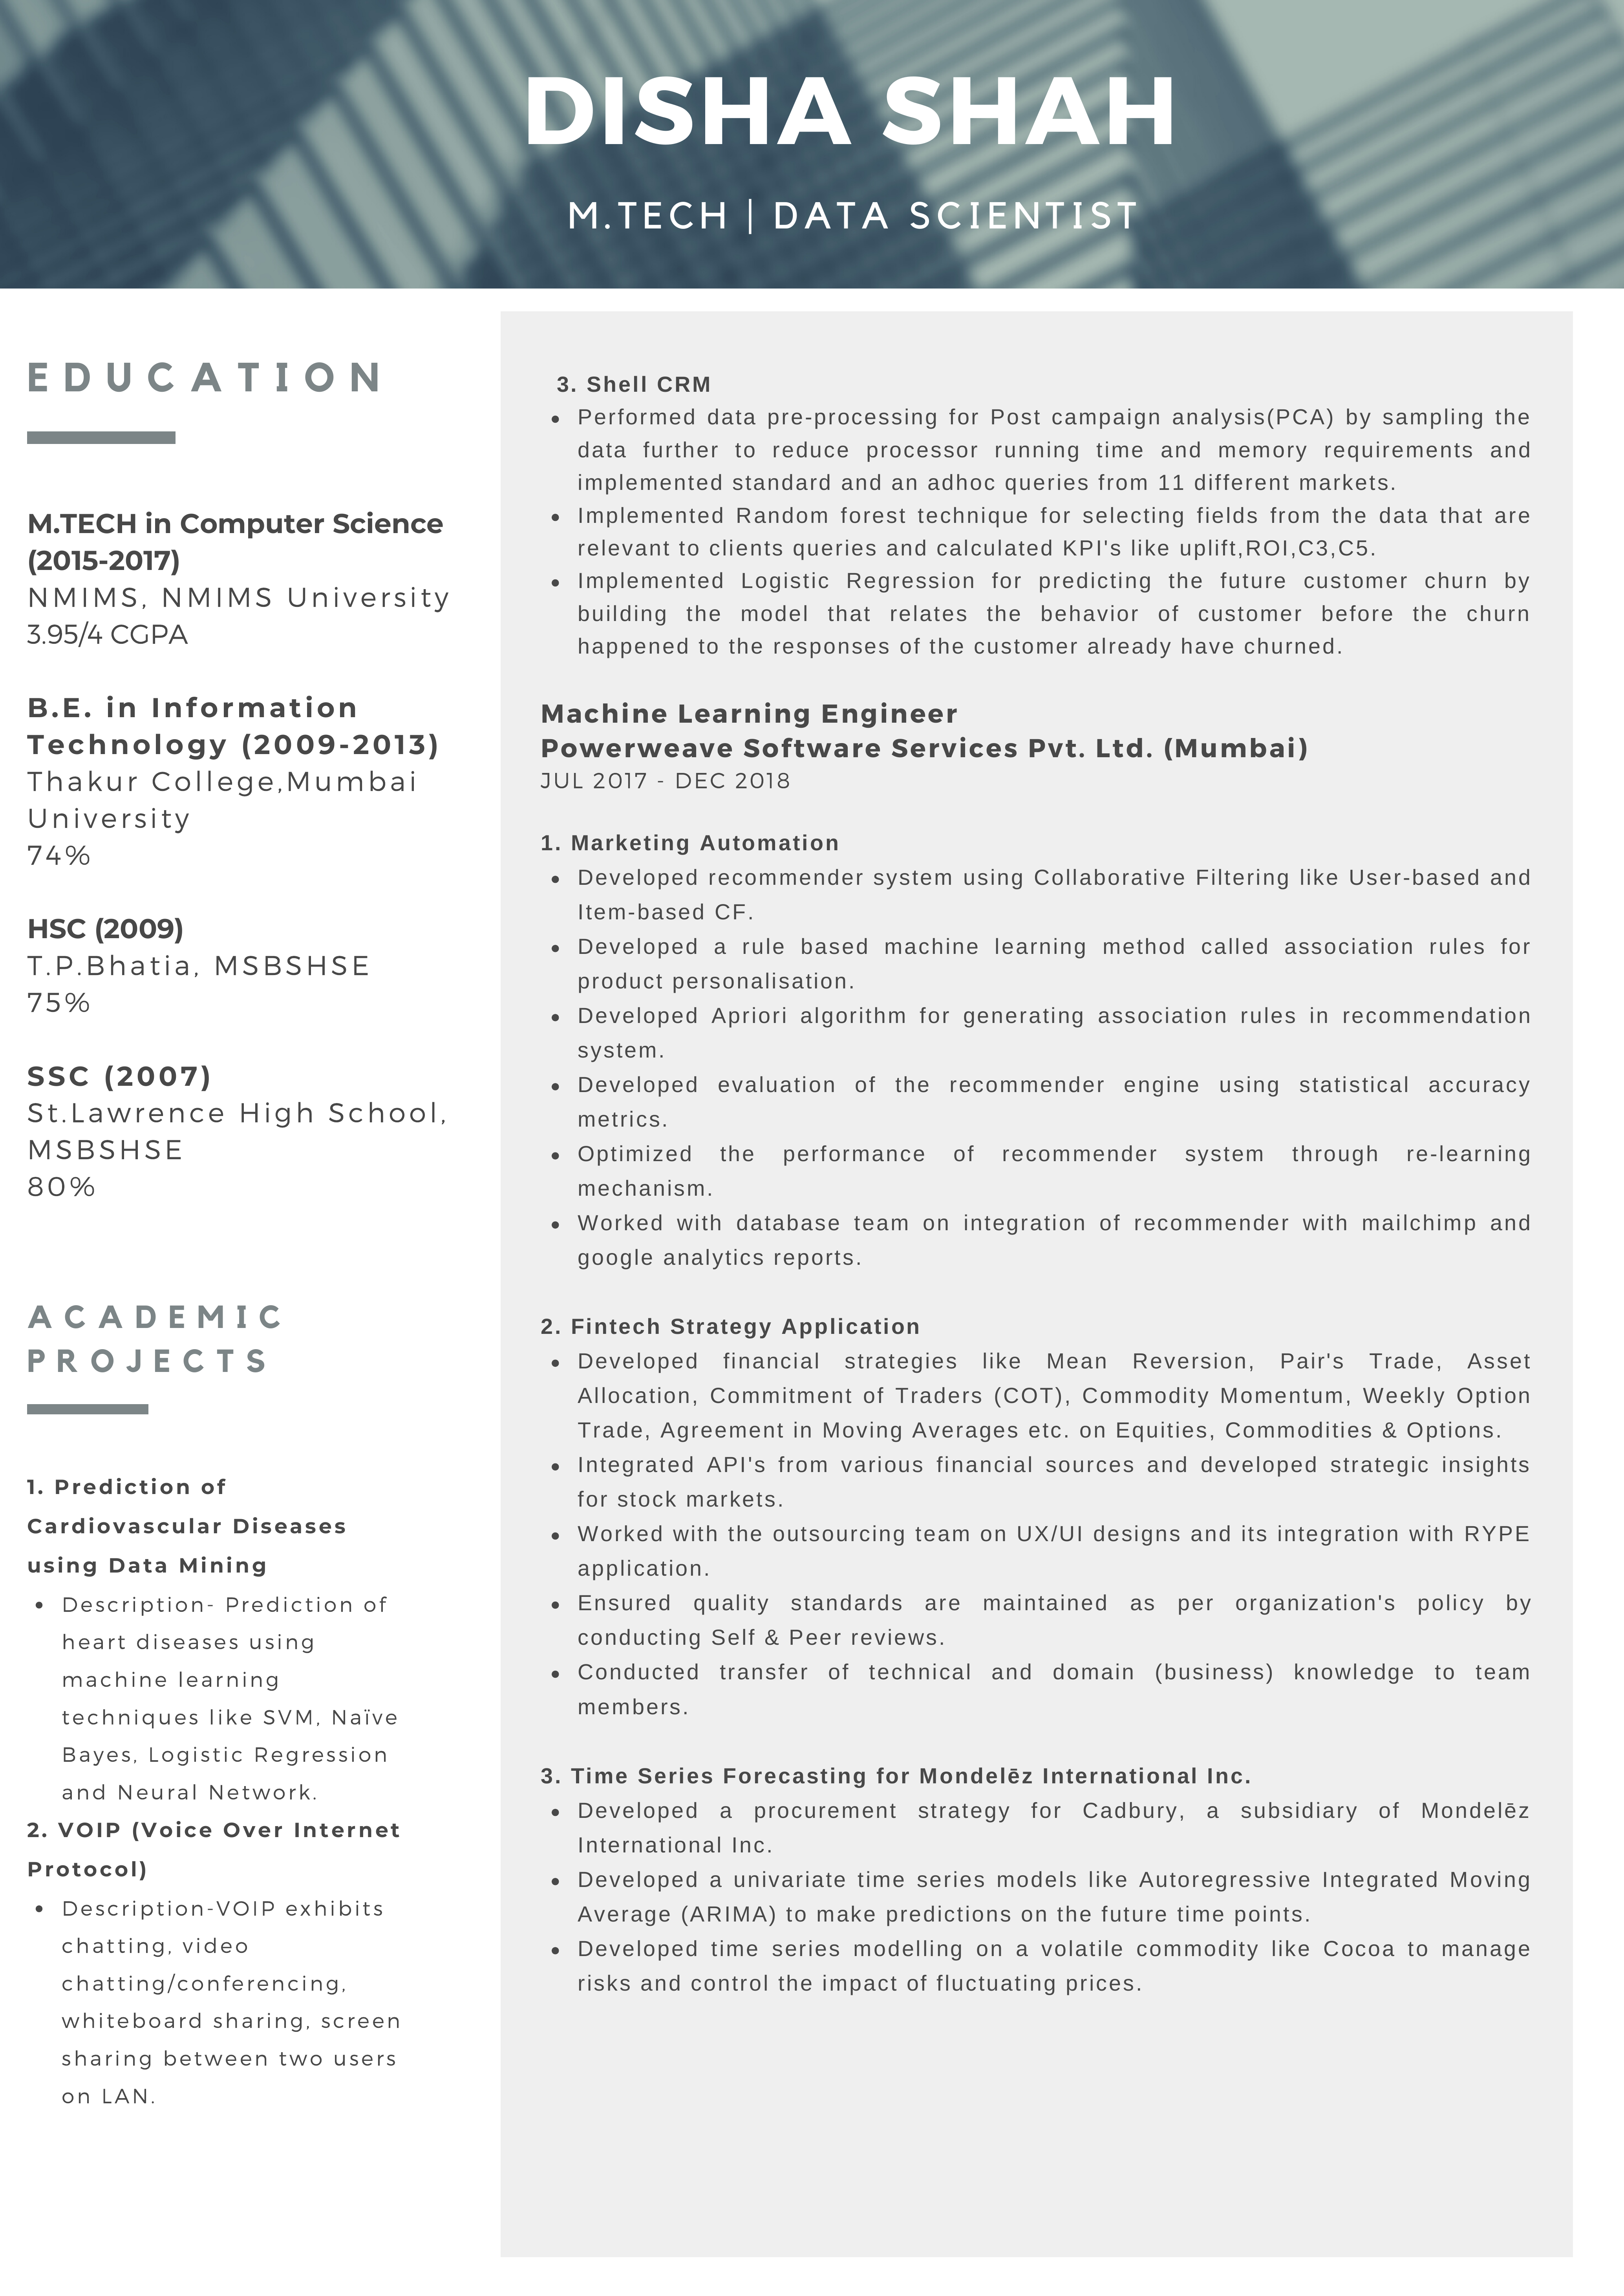 DISHA SHAH
M.TECH | DATA SCIENTIST
EDUCATION
M.TECH in Computer Science
(2015-2017)
NMIMS, NMIMS University
3.95/4 CGPA
B.E. in Information
Technology (2009-2013)
Thakur College,Mumbai
University
74%
HSC (2009)
T.P.Bhatia, MSBSHSE
75%
SSC (2007)
St.Lawrence High School,
MSBSHSE
80%
ACADEMIC
PROJECTS
1. Prediction of
Cardiovascular Diseases
using Data Mining
• Description- Prediction of
heart diseases using
machine learning
techniques like SVM, Naïve
Bayes, Logistic Regression
and Neural Network.
2. VOIP (Voice Over Internet
Protocol)
• Description-VOIP exhibits
chatting, video
chatting/conferencing,
whiteboard sharing, screen
sharing between two users
on LAN.
3. Shell CRM
• Performed data pre-processing for Post campaign analysis(PCA) by sampling the
data further to reduce processor running time and memory requirements and
implemented standard and an adhoc queries from 11 different markets.
• Implemented Random forest technique for selecting fields from the data that are
relevant to clients queries and calculated KPI's like uplift,ROI,C3,C5.
• Implemented Logistic Regression for predicting the future customer churn by
building the model that relates the behavior of customer before the churn
happened to the responses of the customer already have churned.
Machine Learning Engineer
Powerweave Software Services Pvt. Ltd. (Mumbai)
JUL 2017 - DEC 2018
1. Marketing Automation
• Developed recommender system using Collaborative Filtering like User-based and
Item-based CF.
• Developed a rule based machine learning method called association rules for
product personalisation.
• Developed Apriori algorithm for generating association rules in recommendation
system.
• Developed evaluation of the recommender engine using statistical accuracy
metrics.
• Optimized the performance of recommender system through re-learning
mechanism.
• Worked with database team on integration of recommender with mailchimp and
google analytics reports.
2. Fintech Strategy Application
• Developed financial strategies like Mean Reversion, Pair's Trade, Asset
Allocation, Commitment of Traders (COT), Commodity Momentum, Weekly Option
Trade, Agreement in Moving Averages etc. on Equities, Commodities & Options.
• Integrated API's from various financial sources and developed strategic insights
for stock markets.
• Worked with the outsourcing team on UX/UI designs and its integration with RYPE
application.
• Ensured quality standards are maintained as per organization's policy by
conducting Self & Peer reviews.
• Conducted transfer of technical and domain (business) knowledge to team
members.
3. Time Series Forecasting for Mondelēz International Inc.
• Developed a procurement strategy for Cadbury, a subsidiary of Mondelēz
International Inc.
• Developed a univariate time series models like Autoregressive Integrated Moving
Average (ARIMA) to make predictions on the future time points.
• Developed time series modelling on a volatile commodity like Cocoa to manage
risks and control the impact of fluctuating prices.